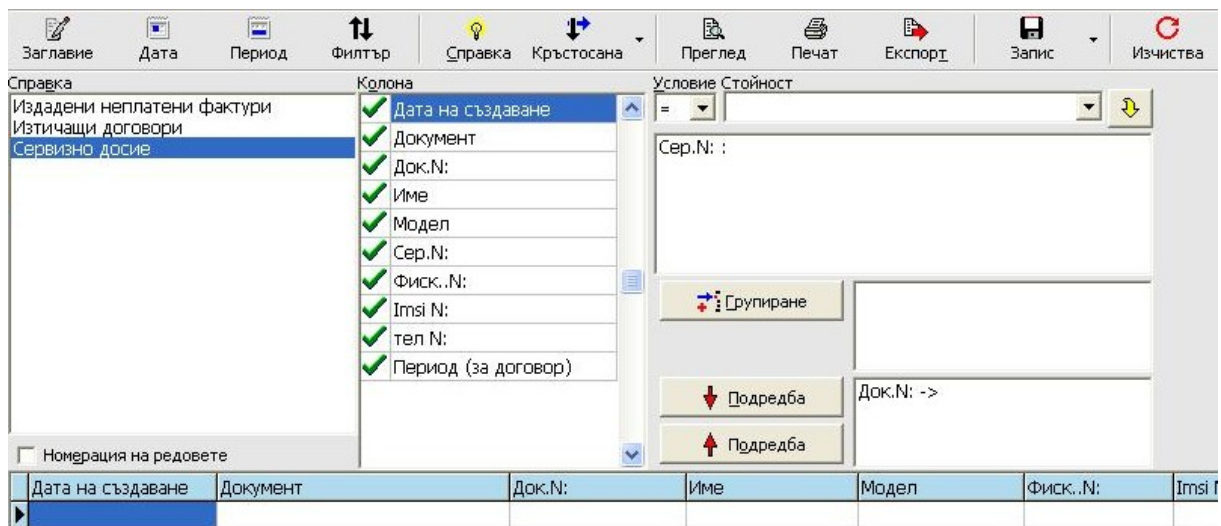 Заглавие
Дата
Период
Филтър
Справка
Кръстосана
Преглед
Печат
Експорт
Запис
Изчиства
Справка
Издадени неплатени фактури
Изтичащи договори
Сервизно досие
Номерация на редовете
Колона
Дата на създаване
Документ
Док.N:
Име
Модел
Сер.N:
Фиск..N:
Imsi N:
тел N:
Период (за договор)
Условие Стойност
=
Сер.N: :
Групиране
Подредба
Док.N: ->
Подредба
Дата на създаване Документ Док.N: Име Модел Фиск..N: Imsi